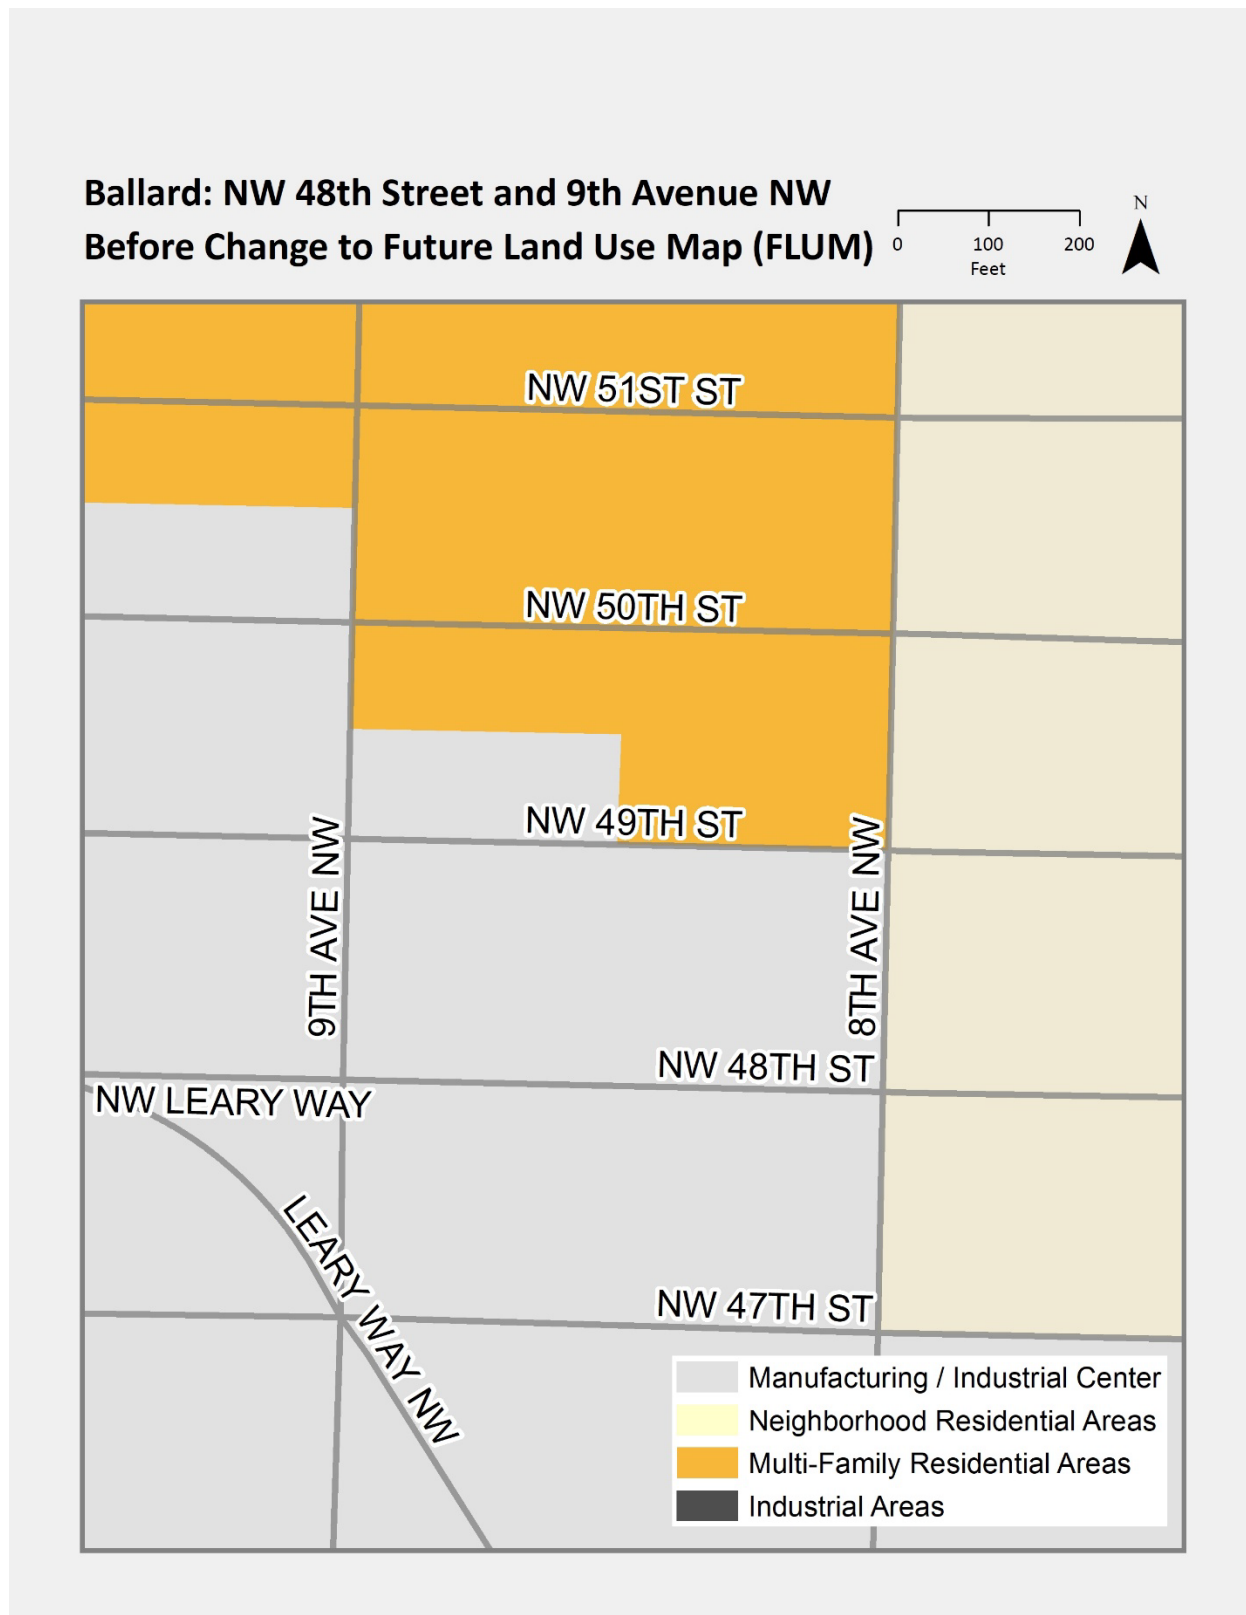 Ballard: NW 48th Street and 9th Avenue NW
Before Change to Future Land Use Map (FLUM)
0 100 200
Feet
N
NW 51ST ST
NW 50TH ST
NW 49TH ST
9TH AVE NW
8TH AVE NW
NW 48TH ST
NW LEARY WAY
LEARY WAY NW
NW 47TH ST
Manufacturing / Industrial Center
Neighborhood Residential Areas
Multi-Family Residential Areas
Industrial Areas